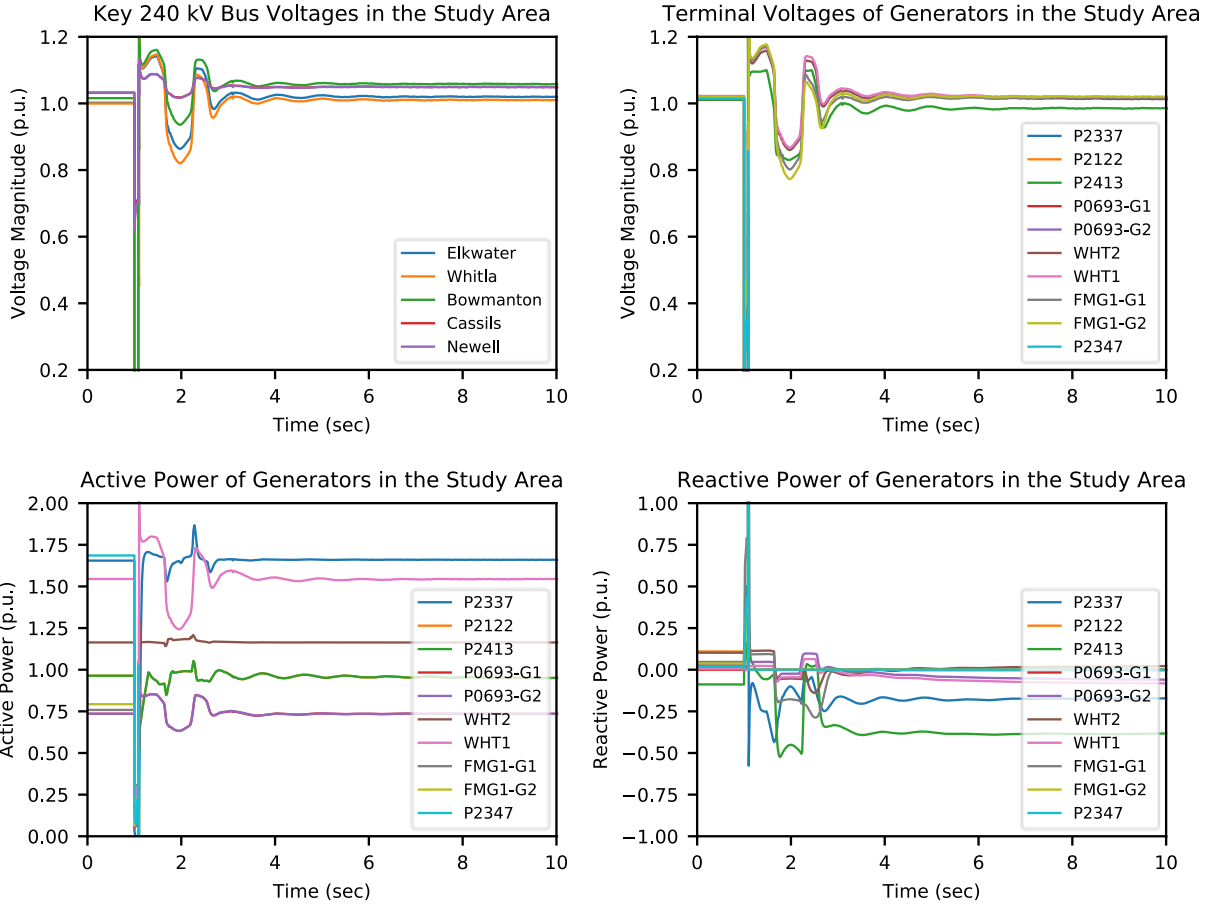 Key 240 kV Bus Voltages in the Study Area
1.2
1.0
0.8
0.6
0.4
0.2
Voltage Magnitude (p.u.)
Elkwater
Whitla
Bowmanton
Cassils
Newell
0 2 4 6 8 10
Time (sec)
Terminal Voltages of Generators in the Study Area
1.2
1.0
0.8
0.6
0.4
0.2
Voltage Magnitude (p.u.)
P2337
P2122
P2413
P0693-G1
P0693-G2
WHT2
WHT1
FMG1-G1
FMG1-G2
P2347
0 2 4 6 8 10
Time (sec)
Active Power of Generators in the Study Area
2.00
1.75
1.50
1.25
1.00
0.75
0.50
0.25
0.00
Active Power (p.u.)
P2337
P2122
P2413
P0693-G1
P0693-G2
WHT2
WHT1
FMG1-G1
FMG1-G2
P2347
0 2 4 6 8 10
Time (sec)
Reactive Power of Generators in the Study Area
1.00
0.75
0.50
0.25
0.00
−0.25
−0.50
−0.75
−1.00
Reactive Power (p.u.)
P2337
P2122
P2413
P0693-G1
P0693-G2
WHT2
WHT1
FMG1-G1
FMG1-G2
P2347
0 2 4 6 8 10
Time (sec)